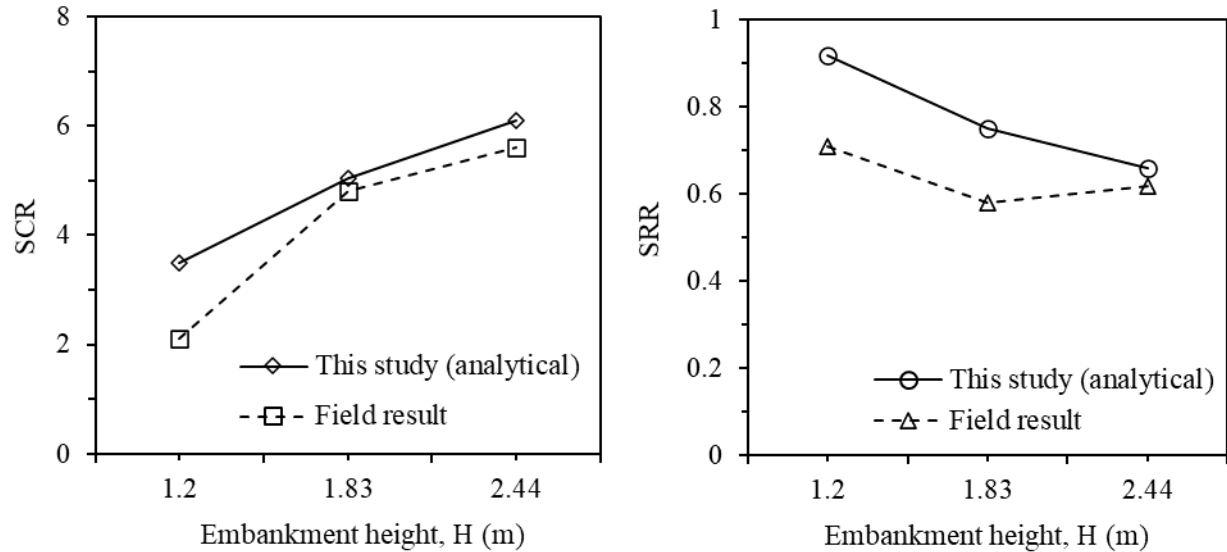 8
6
4
2
0
SCR
This study (analytical)
Field result
1.2 1.83 2.44
Embankment height, H (m)
1
0.8
0.6
0.4
0.2
0
SRR
This study (analytical)
Field result
1.2 1.83 2.44
Embankment height, H (m)